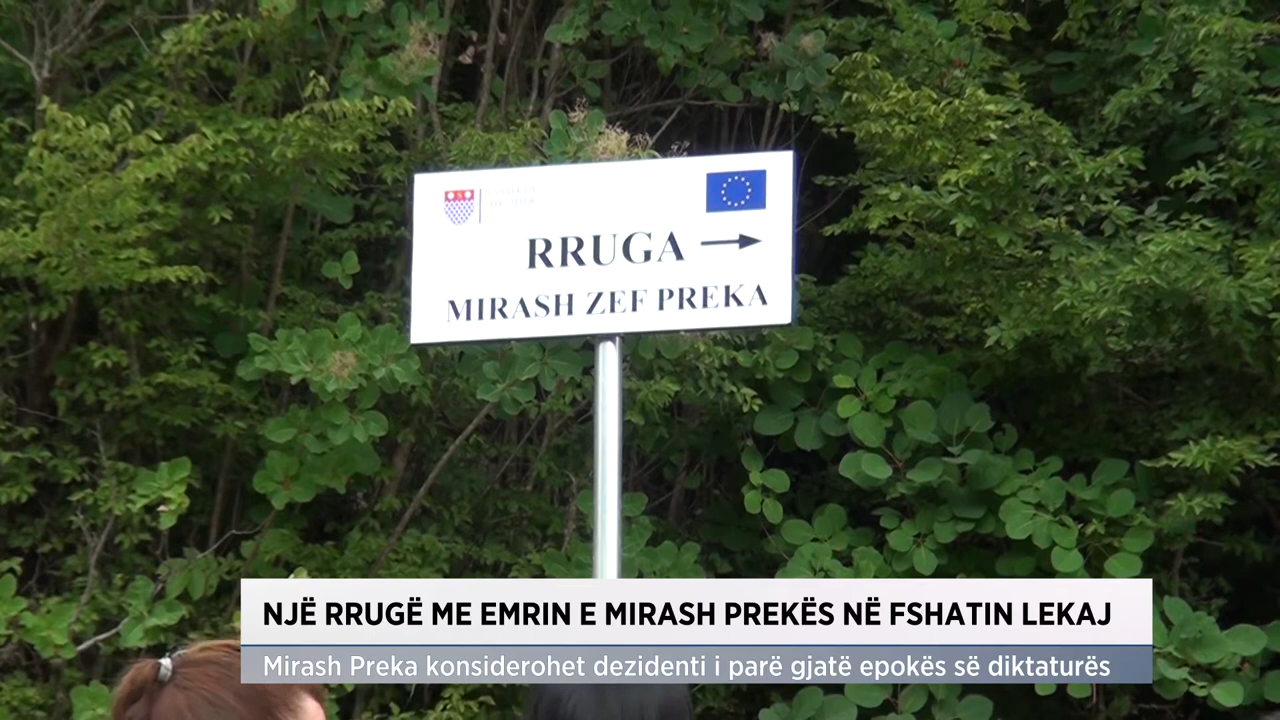 RRUGA
MIRASH ZEF PREKA
NJË RRUGË ME EMRIN E MIRASH PREKËS NË FSHATIN LEKAJ
Mirash Preka konsiderohet dezidenti i parë gjatë epokës së diktaturës